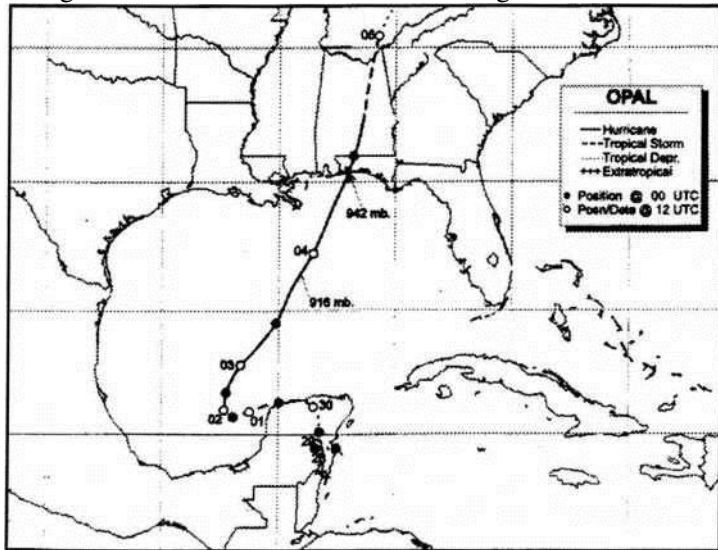 05
OPAL
Hurricane
Tropical Storm
Tropical Depr.
Extratropical
Position @ 00 UTC
Posn/Date @ 12 UTC
942 mb.
04
916 mb.
03
02
01
30